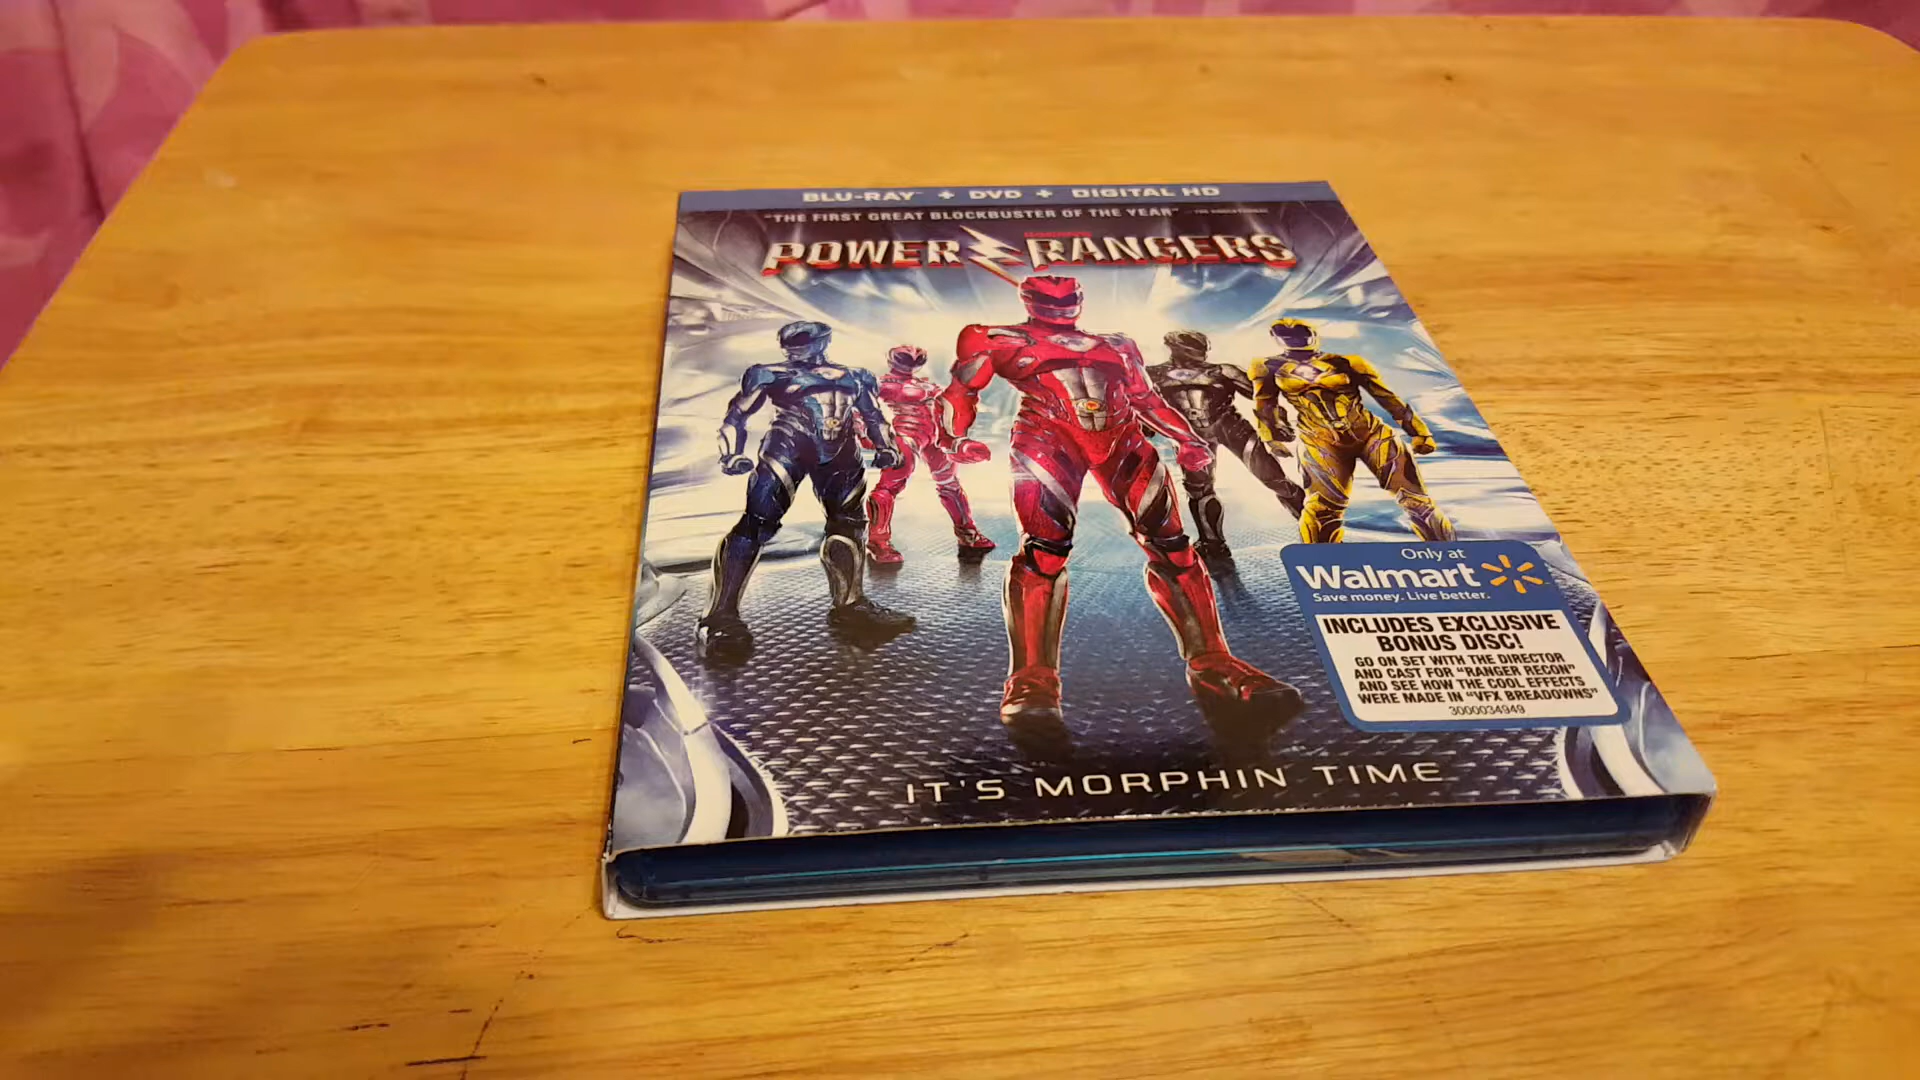 BLU-RAY™ + DVD + DIGITAL HD
"THE FIRST GREAT BLOCKBUSTER OF THE YEAR"
POWER RANGERS
Only at
Walmart
Save money. Live better.
INCLUDES EXCLUSIVE
BONUS DISC!
GO ON SET WITH THE DIRECTOR
AND CAST FOR "RANGER RECON"
AND SEE HOW THE COOL EFFECTS
WERE MADE IN "VFX BREADOWNS"
3000034949
IT'S MORPHIN TIME